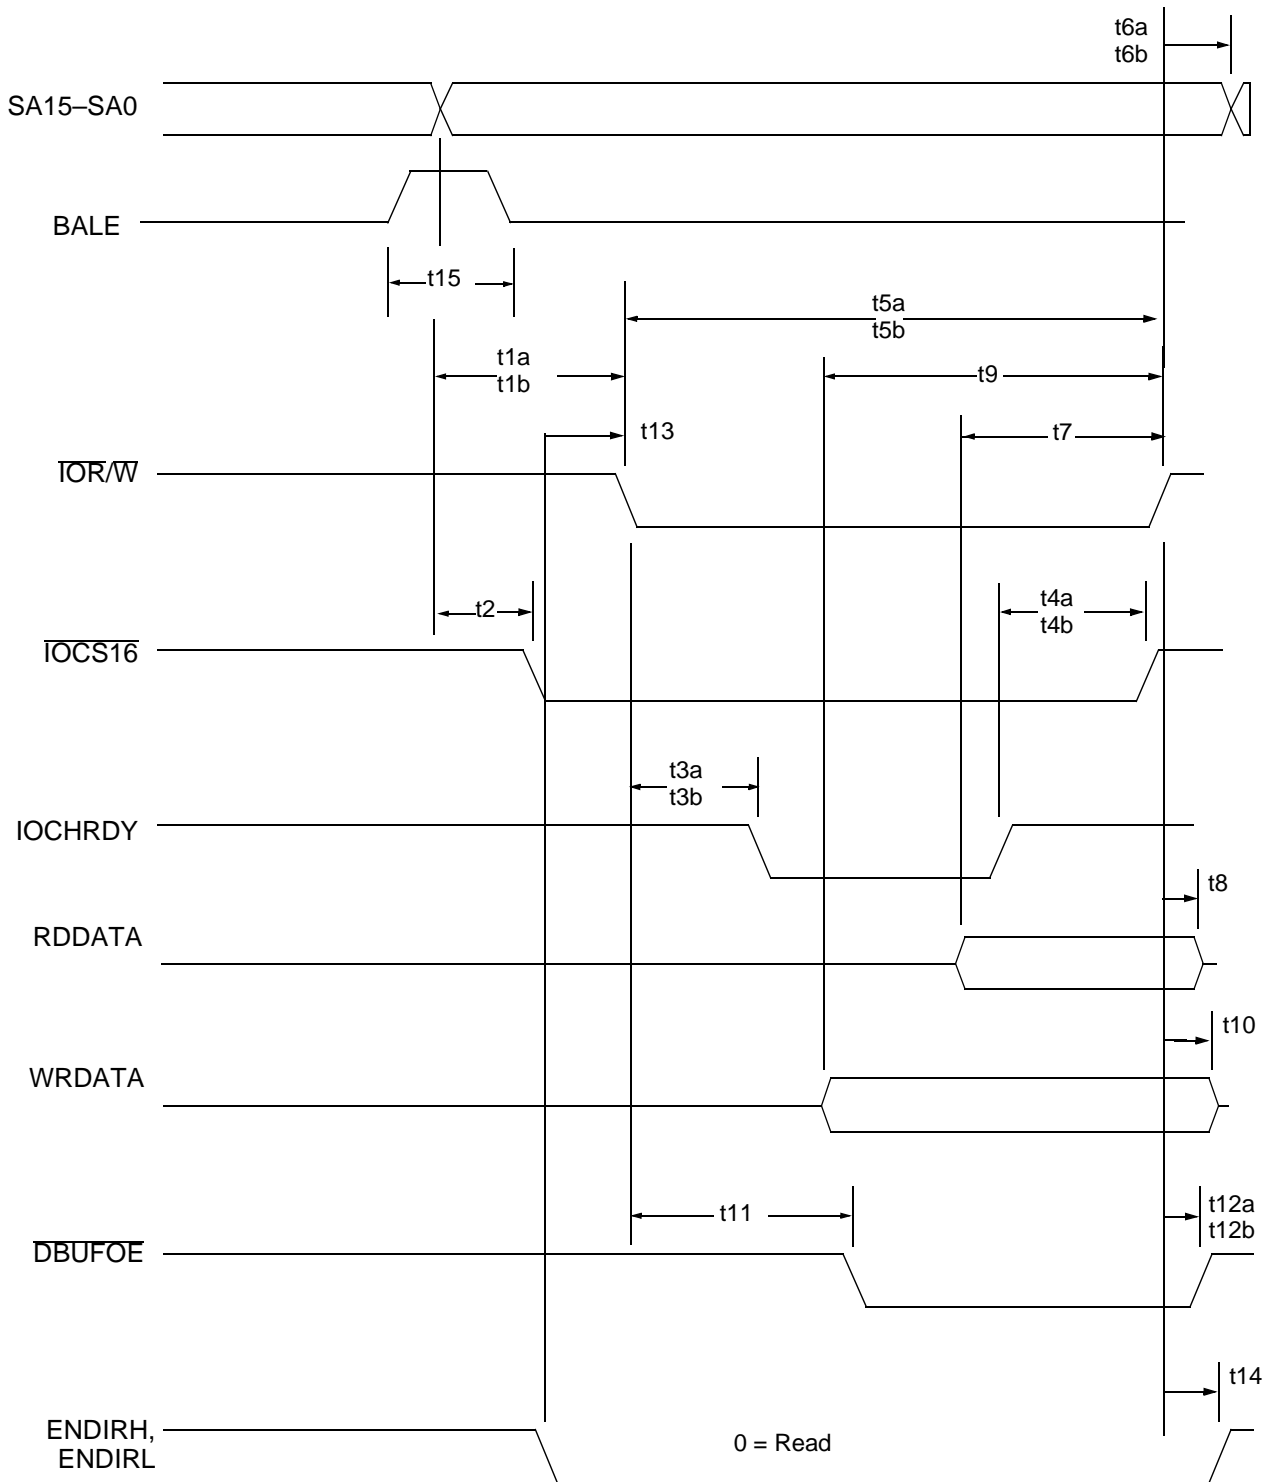 t6a
t6b
SA15–SA0
BALE
t15
t5a
t5b
t1a
t1b
t9
t13
t7
IOR/W
t2
t4a
t4b
IOCS16
t3a
t3b
IOCHRDY
t8
RDDATA
t10
WRDATA
t11
t12a
t12b
DBUFOE
t14
ENDIRH,
ENDIRL
0 = Read